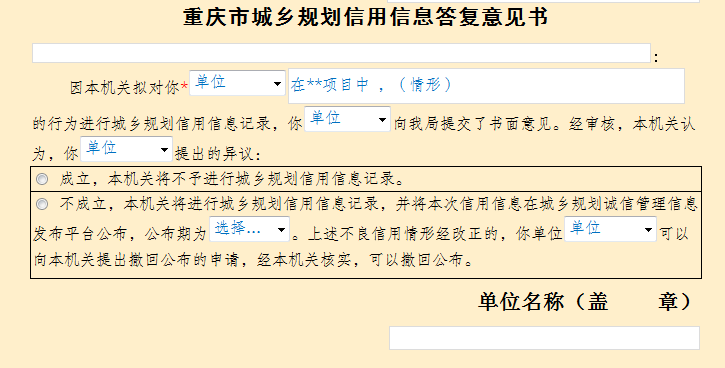 重庆市城乡规划信用信息答复意见书
：
因本机关拟对你*单位 在**项目中 ，（情形）
的行为进行城乡规划信用信息记录，你 单位 向我局提交了书面意见。经审核，本机关认
为，你 单位 提出的异议：
成立，本机关将不予进行城乡规划信用信息记录。
不成立，本机关将进行城乡规划信用信息记录，并将本次信用信息在城乡规划诚信管理信息
发布平台公布，公布期为 选择... 。上述不良信用情形经改正的，你单位 单位 可以
向本机关提出撤回公布的申请，经本机关核实，可以撤回公布。
单位名称（盖 章）